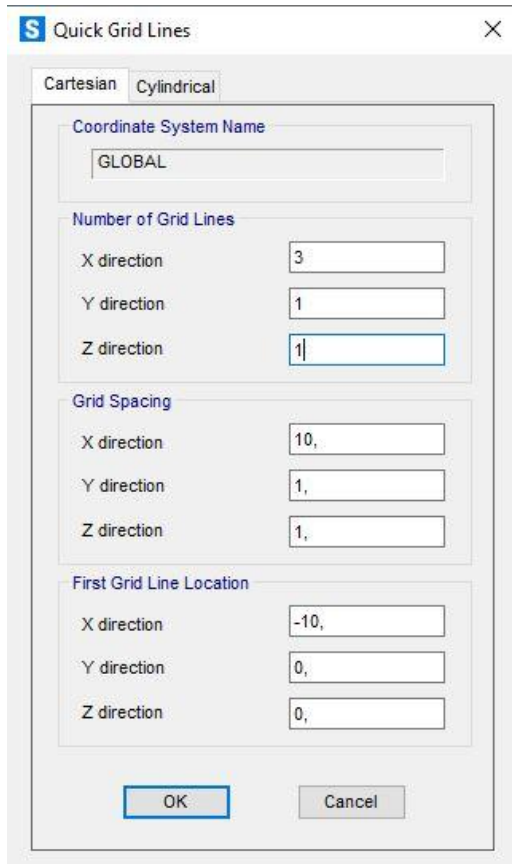 S Quick Grid Lines
Cartesian Cylindrical
Coordinate System Name
GLOBAL
Number of Grid Lines
X direction 3
Y direction 1
Z direction 1
Grid Spacing
X direction 10,
Y direction 1,
Z direction 1,
First Grid Line Location
X direction -10,
Y direction 0,
Z direction 0,
OK Cancel